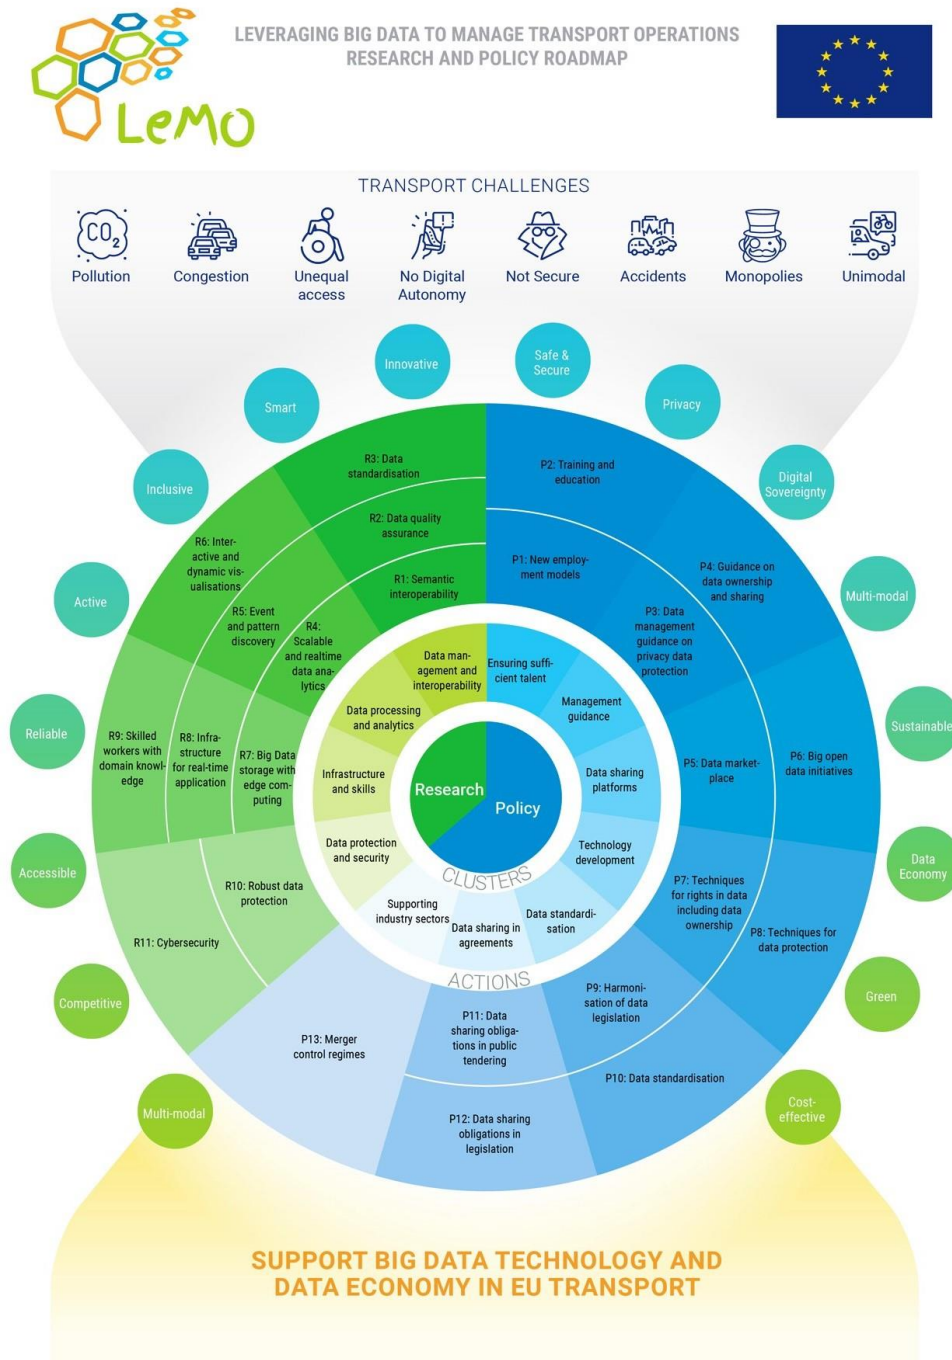 LeMO
LEVERAGING BIG DATA TO MANAGE TRANSPORT OPERATIONS
RESEARCH AND POLICY ROADMAP
TRANSPORT CHALLENGES
CO2
Pollution
Congestion
Unequal
access
No Digital
Autonomy
Not Secure
Accidents
Monopolies
Unimodal
Innovative
Safe &
Secure
Smart
Privacy
Inclusive
Digital
Sovereignty
Active
Multi-modal
Reliable
Sustainable
Accessible
Data
Economy
Competitive
Green
Multi-modal
Cost-
effective
R3: Data
standardisation
R2: Data quality
assurance
R1: Semantic
interoperability
R6: Inter-
active and
dynamic vis-
ualisations
R5: Event
and pattern
discovery
R4:
Scalable
and realtime
data ana-
lytics
R9: Skilled
workers with
domain knowl-
edge
R8: Infra-
structure
for real-time
application
R7: Big Data
storage with
edge com-
puting
R10: Robust data
protection
R11: Cybersecurity
P2: Training and
education
P1: New employ-
ment models
P4: Guidance on
data ownership
and sharing
P3: Data
management
guidance on
privacy data
protection
P5: Data market-
place
P6: Big open
data initiatives
P7: Techniques
for rights in data
including data
ownership
P8: Techniques for
data protection
P9: Harmoni-
sation of data
legislation
P10: Data standardisation
P11: Data
sharing obliga-
tions in public
tendering
P12: Data sharing
obligations in
legislation
P13: Merger
control regimes
Data man-
agement and
interoperability
Data processing
and analytics
Infrastructure
and skills
Data protection
and security
Ensuring suffi-
cient talent
Management
guidance
Data sharing
platforms
Technology
development
Data standardi-
sation
Data sharing in
agreements
Supporting
industry sectors
Research
Policy
CLUSTERS
ACTIONS
SUPPORT BIG DATA TECHNOLOGY AND
DATA ECONOMY IN EU TRANSPORT